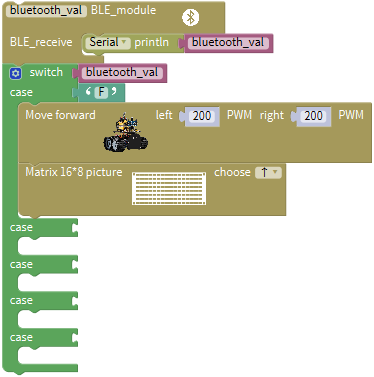 bluetooth_val BLE_module
BLE_receive Serial println bluetooth_val
switch bluetooth_val
case “ F ”
Move forward left 200 PWM right 200 PWM
Matrix 16*8 picture choose ↑
case
case
case
case